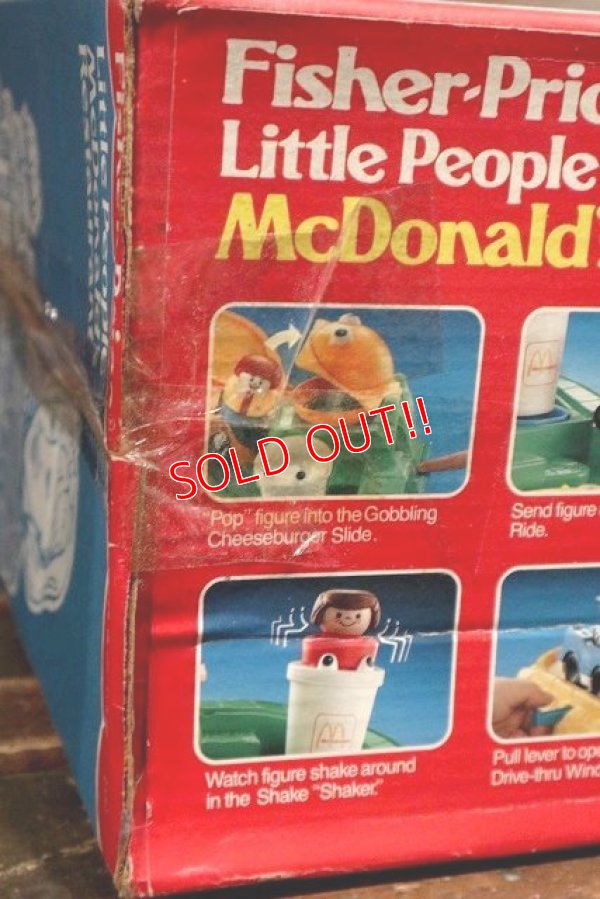 Fisher-Pric
Little People
McDonald'
SOLD OUT!!
"Pop" figure into the Gobbling
Cheeseburger Slide.
Send figure
Ride.
Watch figure shake around
in the Shake "Shaker."
Pull lever to ope
Drive-thru Wind